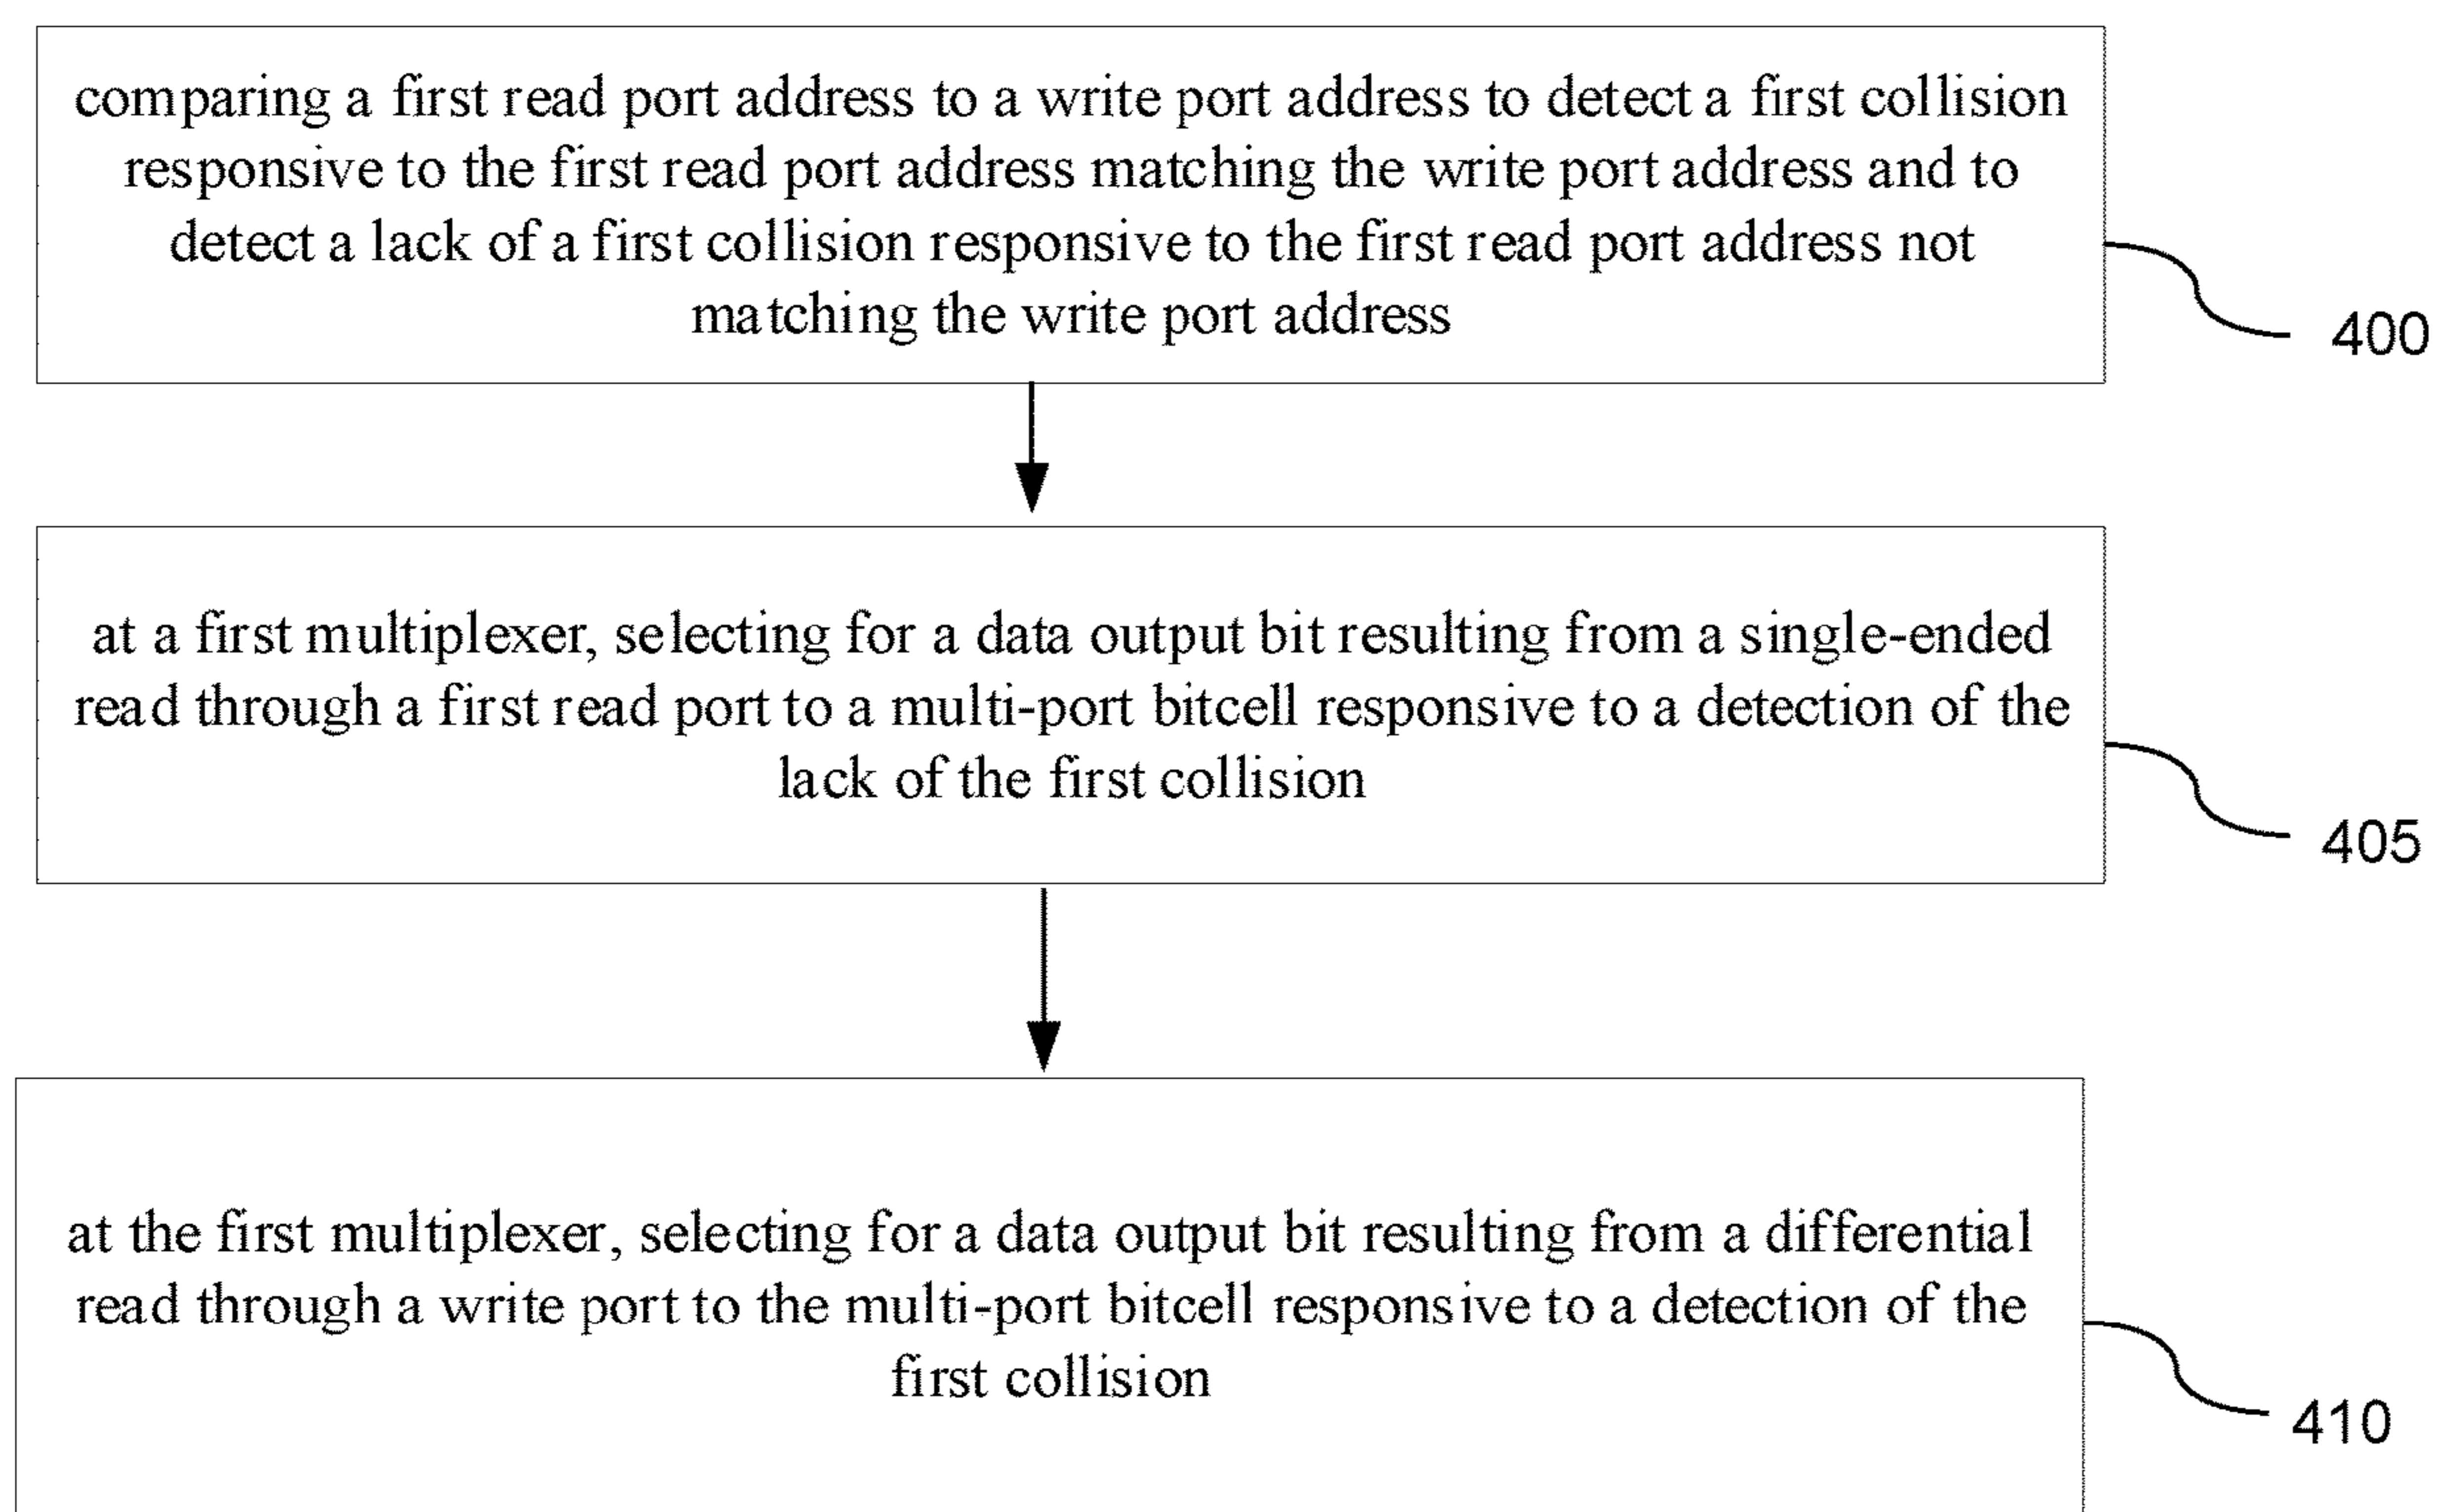 comparing a first read port address to a write port address to detect a first collision
responsive to the first read port address matching the write port address and to
detect a lack of a first collision responsive to the first read port address not
matching the write port address
400
at a first multiplexer, selecting for a data output bit resulting from a single-ended
read through a first read port to a multi-port bitcell responsive to a detection of the
lack of the first collision
405
at the first multiplexer, selecting for a data output bit resulting from a differential
read through a write port to the multi-port bitcell responsive to a detection of the
first collision
410